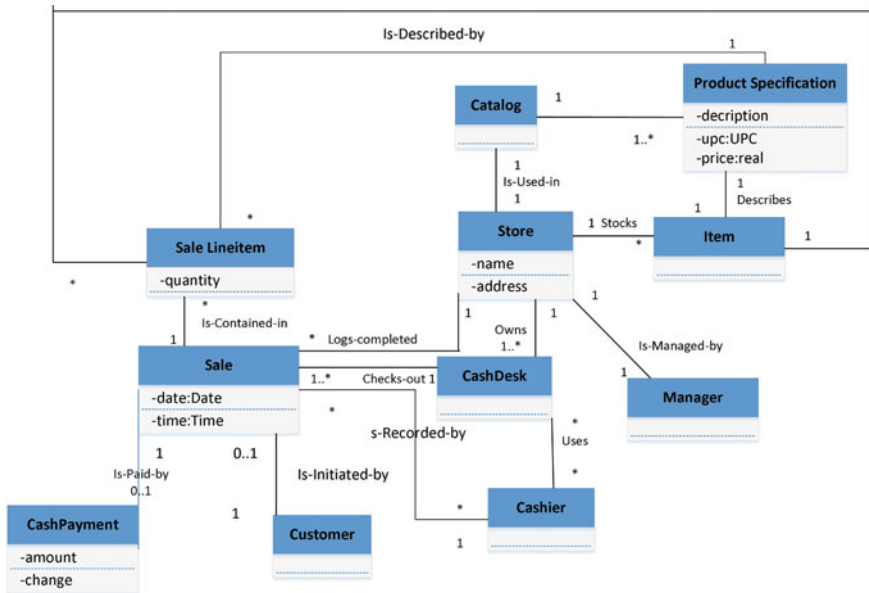 Is-Described-by
1
Product Specification
-decription
-upc:UPC
-price:real
Catalog
1
1..*
1
Is-Used-in
1
1
Describes
1
*
Sale Lineitem
-quantity
*
Store
-name
-address
1 Stocks
*
Item
1
*
Is-Contained-in
1
1
1
1
*
Logs-completed
Owns
1..*
Is-Managed-by
1
Sale
-date:Date
-time:Time
1..*
Checks-out 1
CashDesk
Manager
*
s-Recorded-by
*
Uses
*
1
0..1
Is-Paid-by
0..1
Is-Initiated-by
1
CashPayment
-amount
-change
Customer
*
1
Cashier